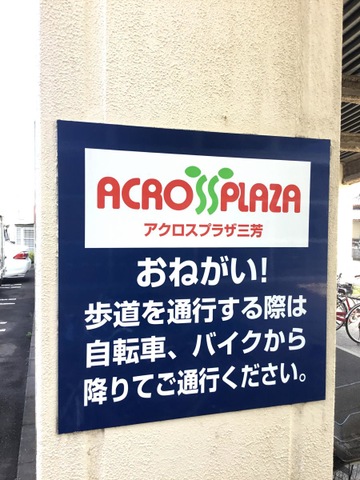 ACROSSPLAZA
アクロスプラザ三芳
おねがい!
歩道を通行する際は
自転車、バイクから
降りてご通行ください。